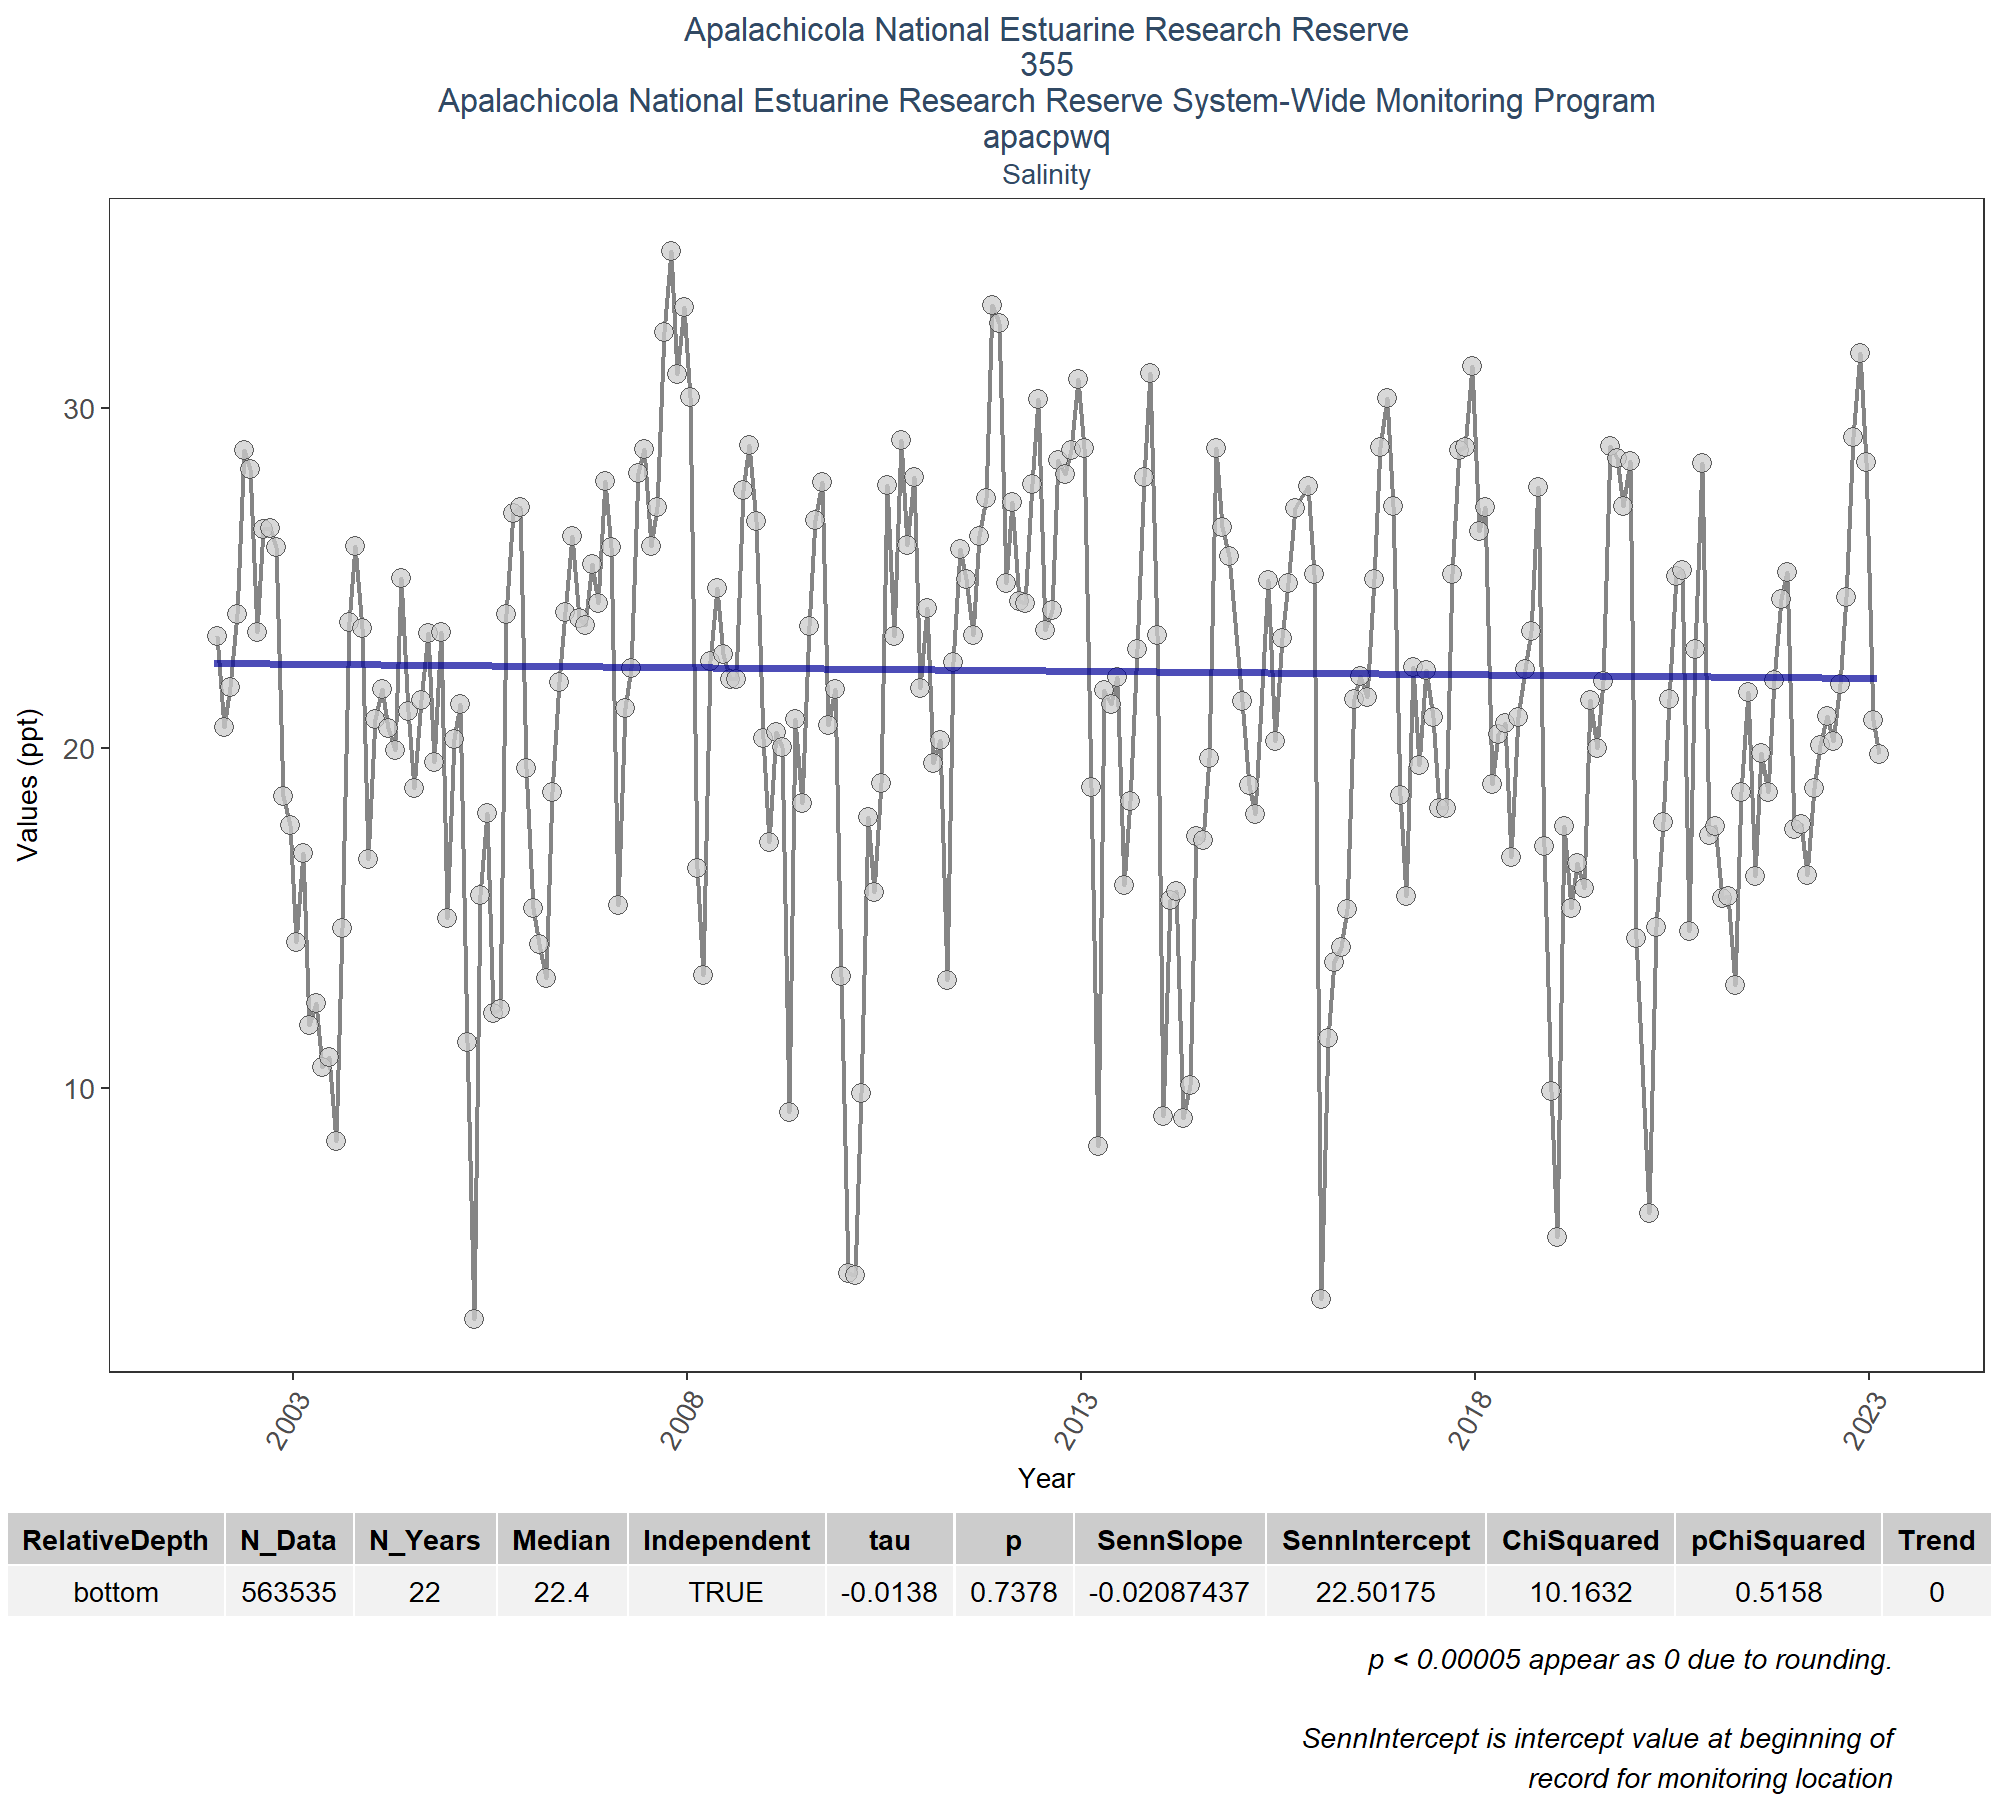 Apalachicola National Estuarine Research Reserve
355
Apalachicola National Estuarine Research Reserve System-Wide Monitoring Program
apacpwq
Salinity
Values (ppt)
30
20
10
2003
2008
2013
2018
2023
Year
RelativeDepth N_Data N_Years Median Independent tau p SennSlope SennIntercept ChiSquared pChiSquared Trend
bottom 563535 22 22.4 TRUE -0.0138 0.7378 -0.02087437 22.50175 10.1632 0.5158 0
p < 0.00005 appear as 0 due to rounding.
SennIntercept is intercept value at beginning of
record for monitoring location